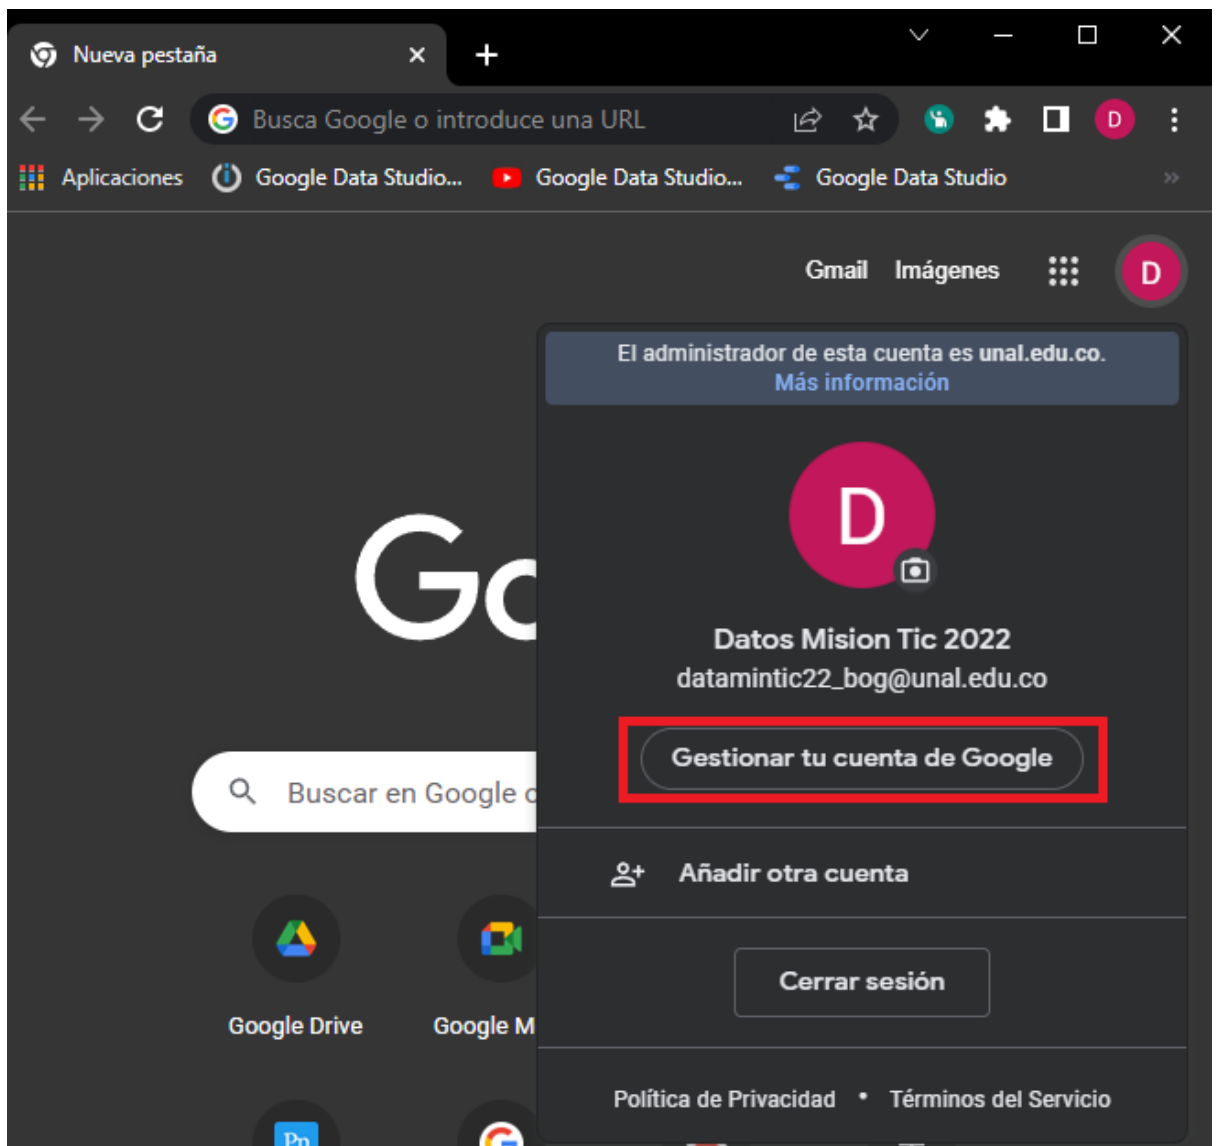 Nueva pestaña
Busca Google o introduce una URL
D
Aplicaciones
Google Data Studio...
Google Data Studio...
Google Data Studio
Gmail
Imágenes
D
El administrador de esta cuenta es unal.edu.co.
Más información
D
Datos Mision Tic 2022
datamintic22_bog@unal.edu.co
Gestionar tu cuenta de Google
Go
Buscar en Google o
Añadir otra cuenta
Cerrar sesión
Google Drive
Google M
Política de Privacidad • Términos del Servicio
Pn